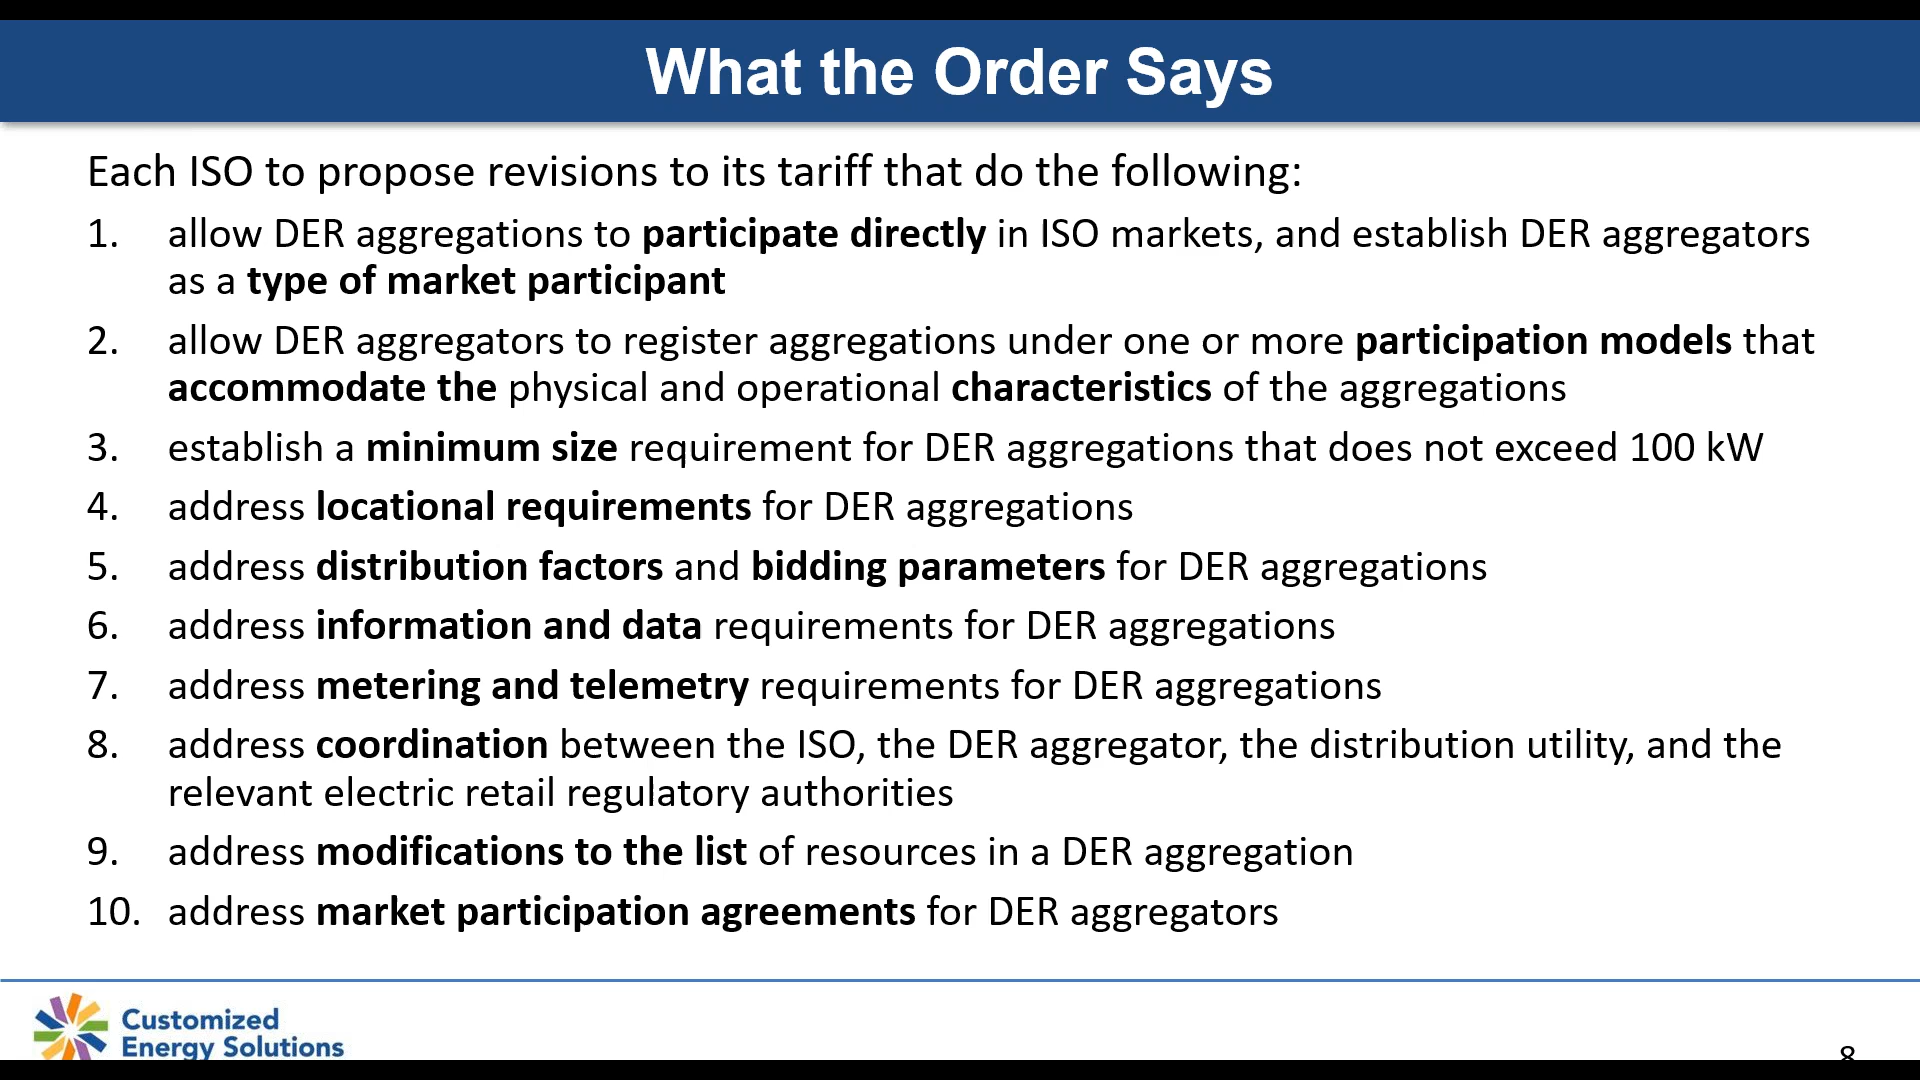 What the Order Says
Each ISO to propose revisions to its tariff that do the following:
1. allow DER aggregations to participate directly in ISO markets, and establish DER aggregators
as a type of market participant
2. allow DER aggregators to register aggregations under one or more participation models that
accommodate the physical and operational characteristics of the aggregations
3. establish a minimum size requirement for DER aggregations that does not exceed 100 kW
4. address locational requirements for DER aggregations
5. address distribution factors and bidding parameters for DER aggregations
6. address information and data requirements for DER aggregations
7. address metering and telemetry requirements for DER aggregations
8. address coordination between the ISO, the DER aggregator, the distribution utility, and the
relevant electric retail regulatory authorities
9. address modifications to the list of resources in a DER aggregation
10. address market participation agreements for DER aggregators
Customized
Energy Solutions
8